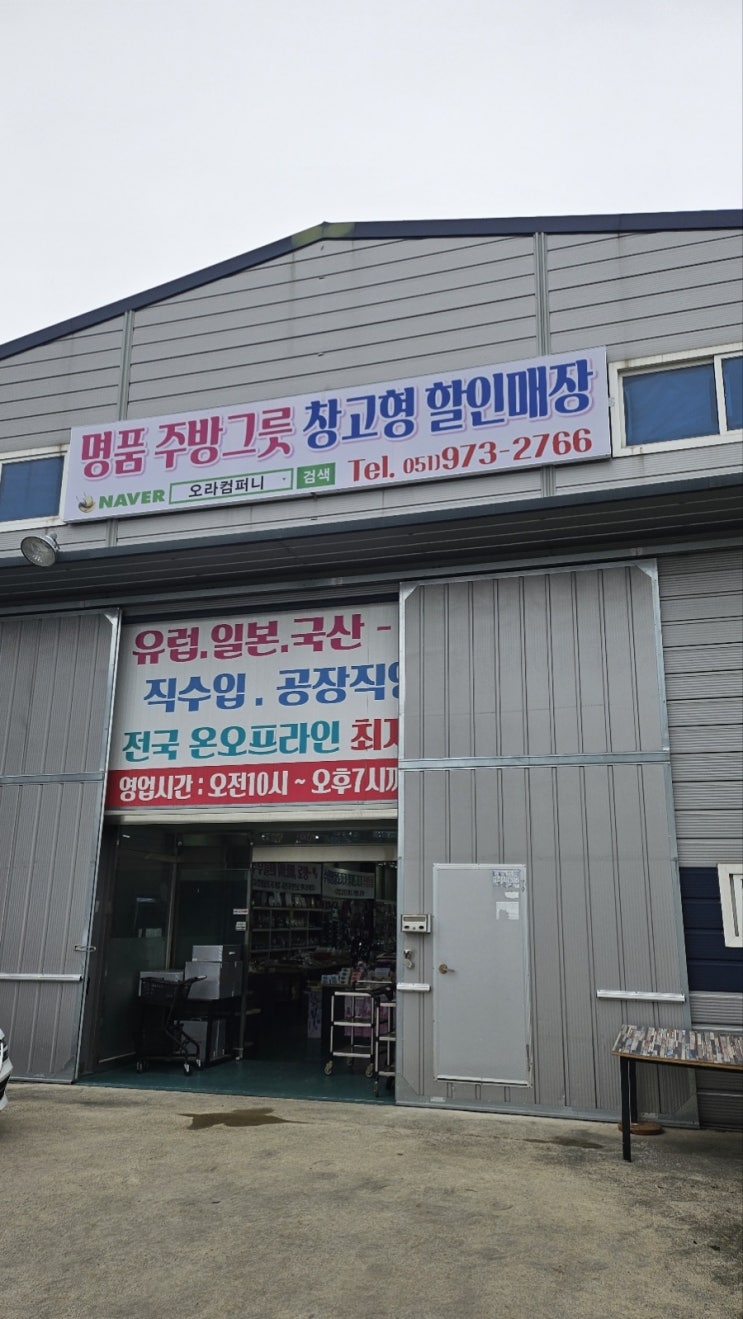 명품 주방그릇 창고형 할인매장
NAVER 오라컴퍼니 검색 Tel. 051)973-2766
유럽.일본.국산 -
직수입 . 공장직영
전국 온오프라인 최저
영업시간 : 오전10시 ~ 오후7시까